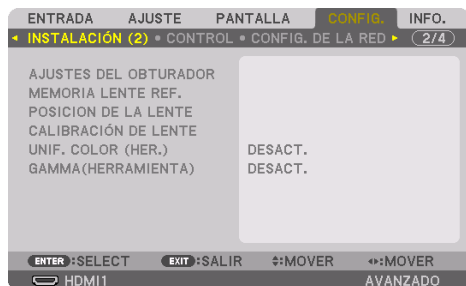 ENTRADA AJUSTE PANTALLA CONFIG. INFO.
INSTALACIÓN (2) • CONTROL • CONFIG. DE LA RED 2/4
AJUSTES DEL OBTURADOR
MEMORIA LENTE REF.
POSICION DE LA LENTE
CALIBRACIÓN DE LENTE
UNIF. COLOR (HER.) DESACT.
GAMMA(HERRAMIENTA) DESACT.
ENTER :SELECT EXIT :SALIR :MOVER :MOVER
HDMI1 AVANZADO